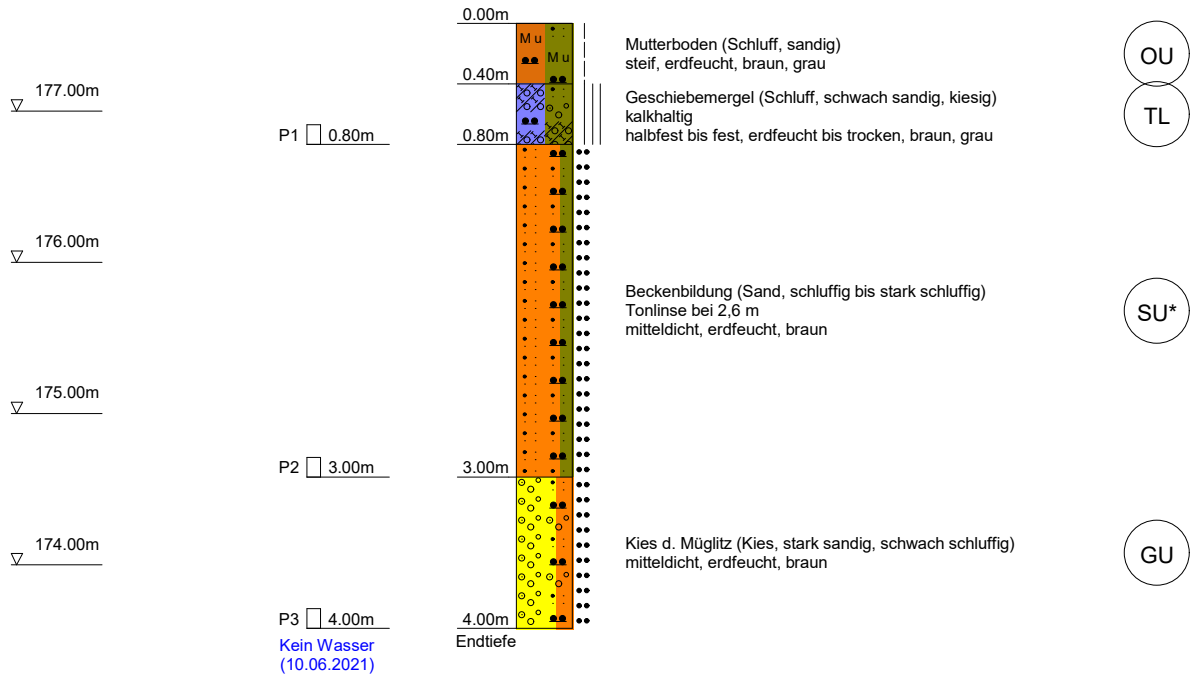 0.00m
Mu
Mu
Mutterboden (Schluff, sandig)
steif, erdfeucht, braun, grau
OU
0.40m
177.00m
Geschiebemergel (Schluff, schwach sandig, kiesig)
kalkhaltig
halbfest bis fest, erdfeucht bis trocken, braun, grau
TL
P1 0.80m
0.80m
176.00m
Beckenbildung (Sand, schluffig bis stark schluffig)
Tonlinse bei 2,6 m
mitteldicht, erdfeucht, braun
SU*
175.00m
P2 3.00m
3.00m
174.00m
Kies d. Müglitz (Kies, stark sandig, schwach schluffig)
mitteldicht, erdfeucht, braun
GU
P3 4.00m
4.00m
Kein Wasser
(10.06.2021)
Endtiefe